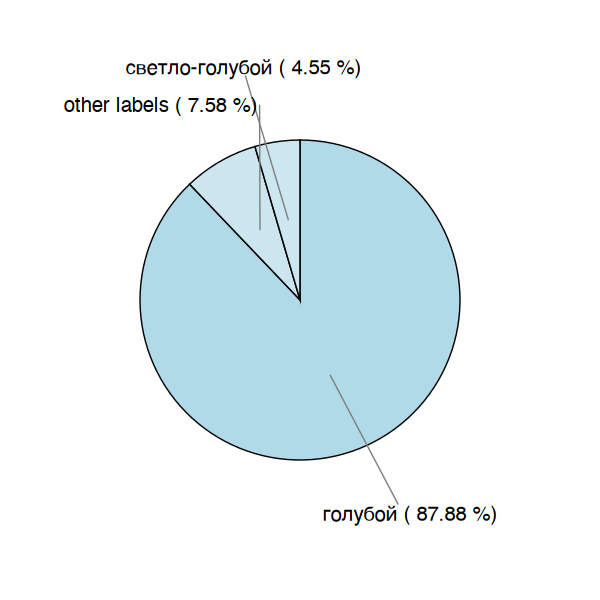 светло-голубой ( 4.55 %)
other labels ( 7.58 %)
голубой ( 87.88 %)